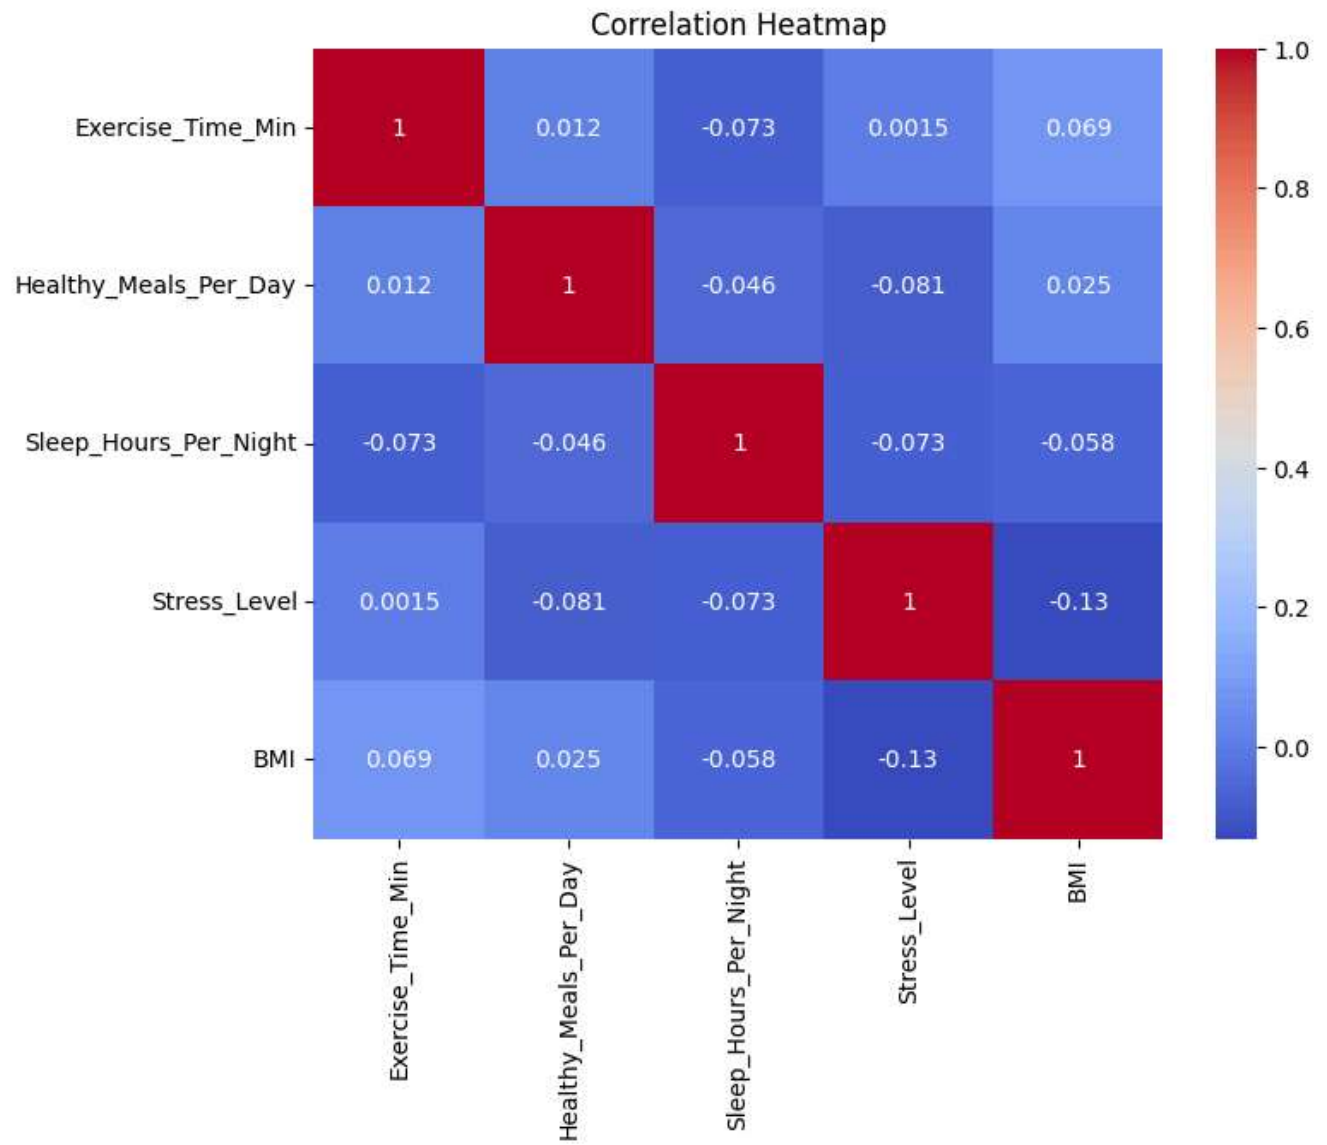 Correlation Heatmap
Exercise_Time_Min 1 0.012 -0.073 0.0015 0.069
Healthy_Meals_Per_Day 0.012 1 -0.046 -0.081 0.025
Sleep_Hours_Per_Night -0.073 -0.046 1 -0.073 -0.058
Stress_Level 0.0015 -0.081 -0.073 1 -0.13
BMI 0.069 0.025 -0.058 -0.13 1
Exercise_Time_Min
Healthy_Meals_Per_Day
Sleep_Hours_Per_Night
Stress_Level
BMI
1.0
0.8
0.6
0.4
0.2
0.0